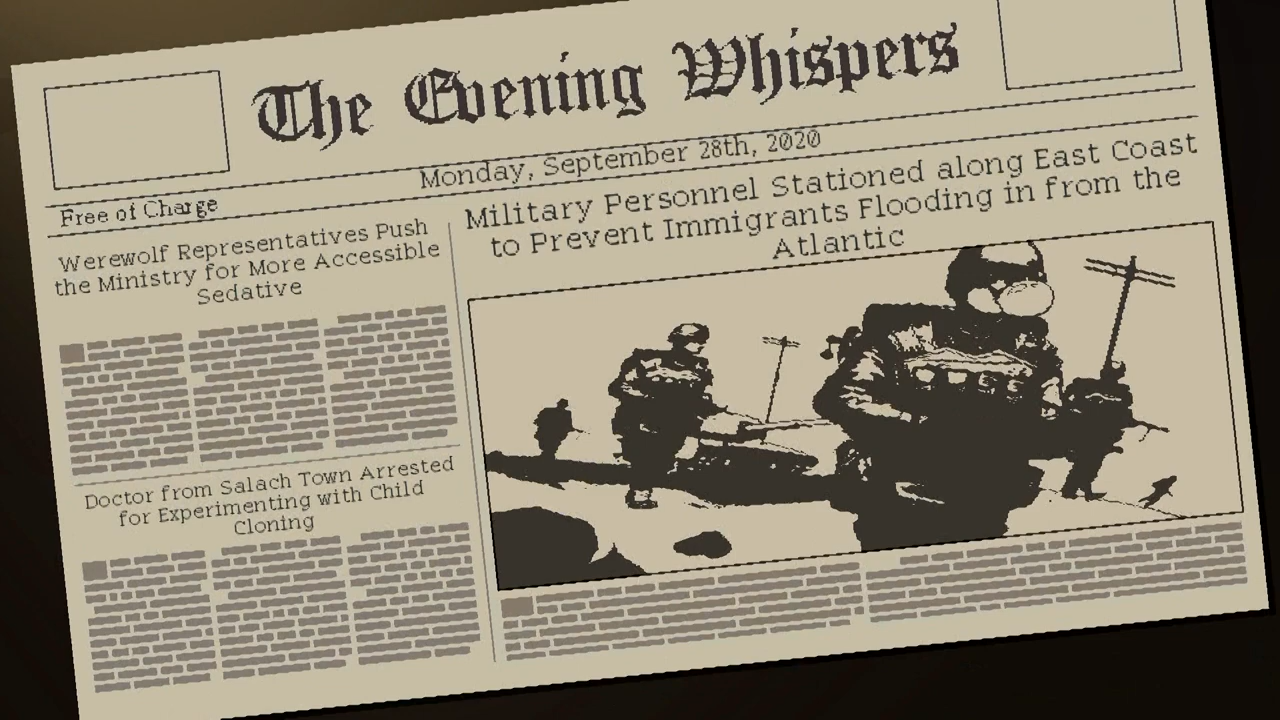 The Evening Whispers
Monday, September 28th, 2020
Free of Charge
Werewolf Representatives Push
the Ministry for More Accessible
Sedative
Doctor from Salach Town Arrested
for Experimenting with Child
Cloning
Military Personnel Stationed along East Coast
to Prevent Immigrants Flooding in from the
Atlantic